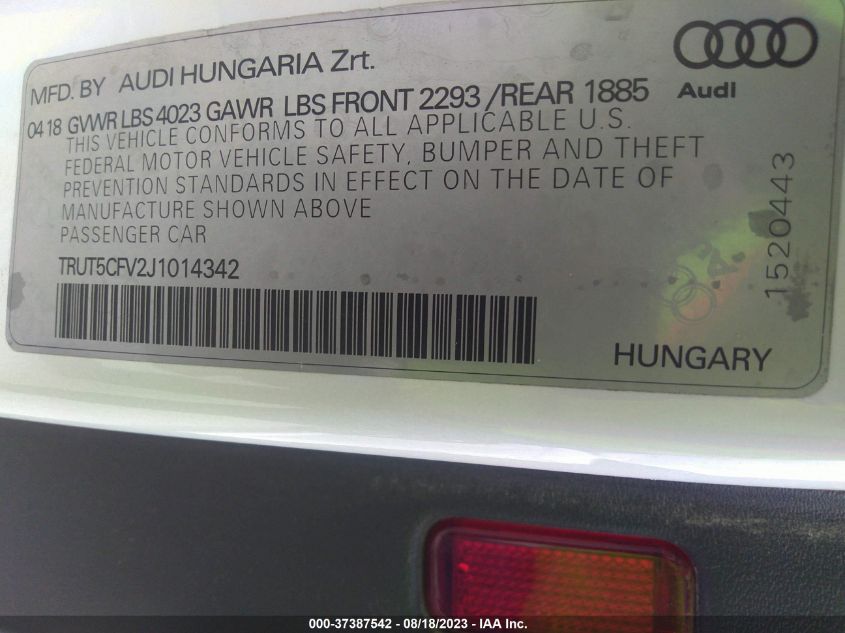 MFD. BY AUDI HUNGARIA Zrt.
Audi
04 18 GVWR LBS 4023 GAWR LBS FRONT 2293 /REAR 1885
THIS VEHICLE CONFORMS TO ALL APPLICABLE U.S.
FEDERAL MOTOR VEHICLE SAFETY, BUMPER AND THEFT
PREVENTION STANDARDS IN EFFECT ON THE DATE OF
MANUFACTURE SHOWN ABOVE
PASSENGER CAR
TRUT5CFV2J1014342
1520443
HUNGARY
000-37387542 - 08/18/2023 - IAA Inc.